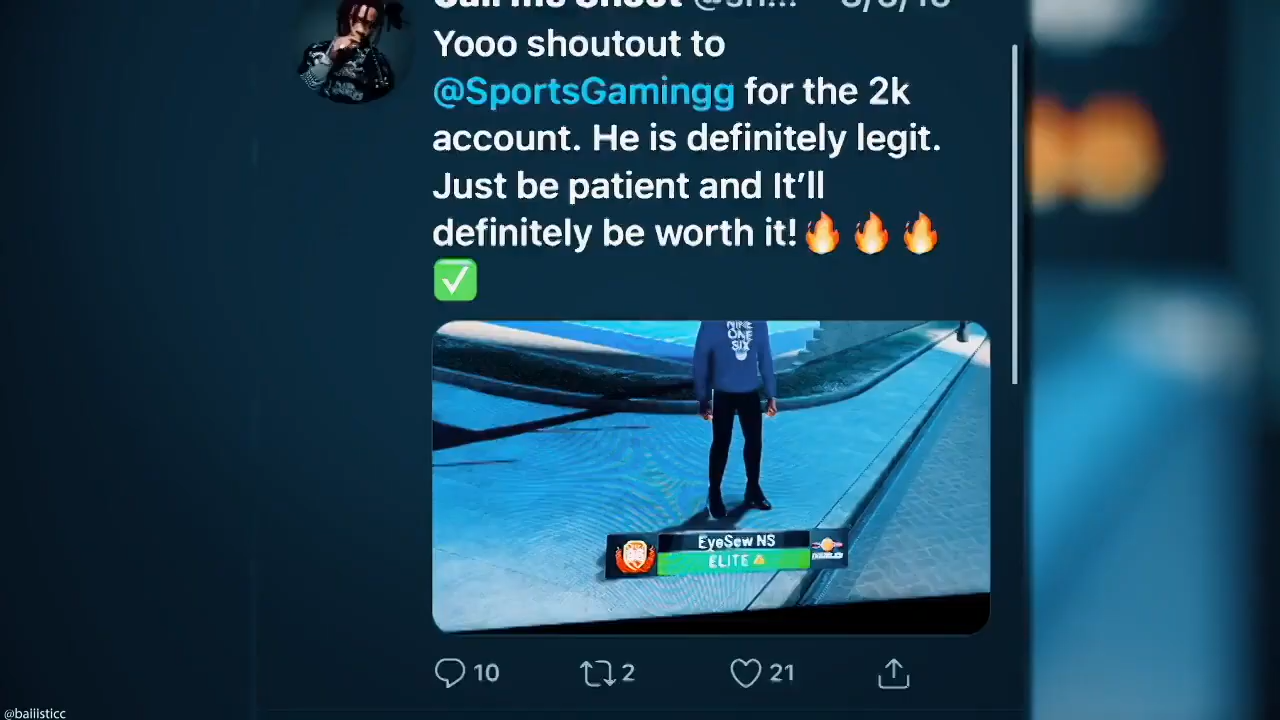 Yooo shoutout to
@SportsGamingg for the 2k
account. He is definitely legit.
Just be patient and It'll
definitely be worth it!🔥🔥🔥
✅
NINE
ONE
SIX
EyeSew NS
ELITE
10 2 21
@bailisticc